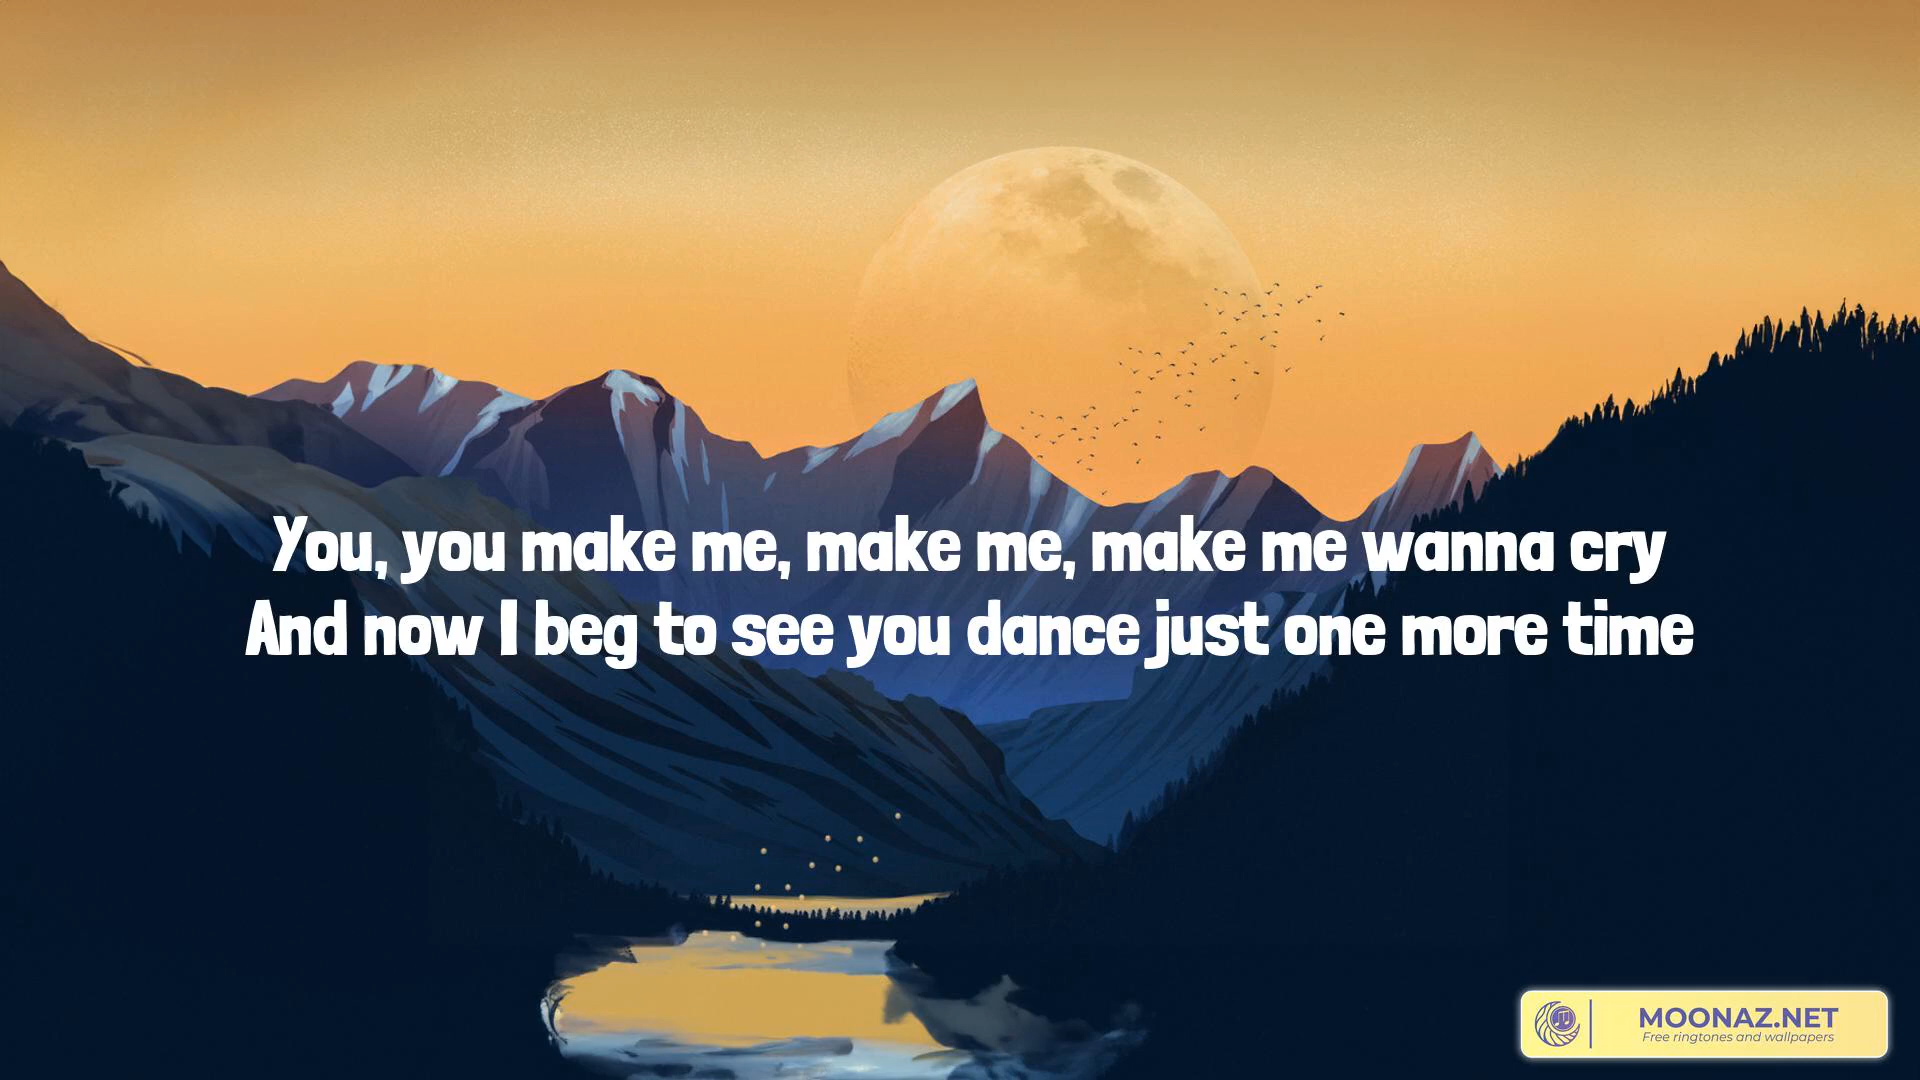 You, you make me, make me, make me wanna cry
And now I beg to see you dance just one more time
MOONAZ.NET
Free ringtones and wallpapers